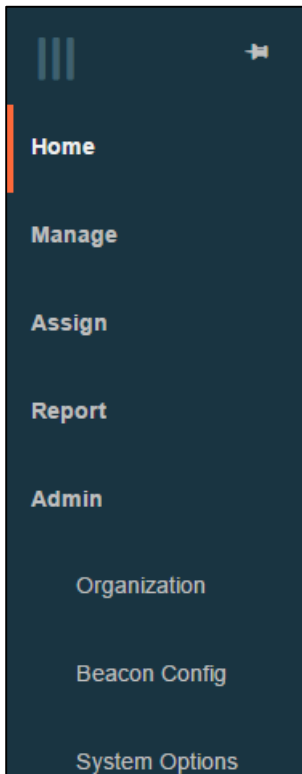 Home
Manage
Assign
Report
Admin
Organization
Beacon Config
System Options